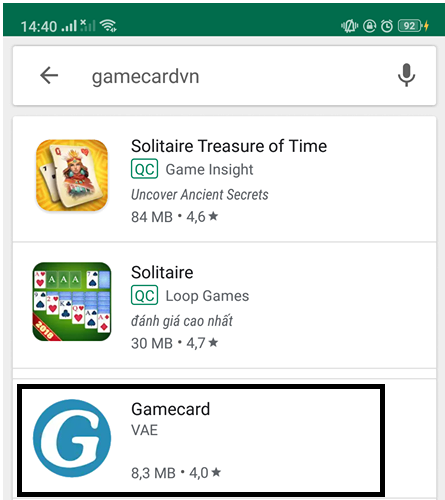 14:40
92
gamecardvn
Solitaire Treasure of Time
QC Game Insight
Uncover Ancient Secrets
84 MB • 4,6★
Solitaire
QC Loop Games
đánh giá cao nhất
30 MB • 4,7★
2018
G
Gamecard
VAE
8,3 MB • 4,0★